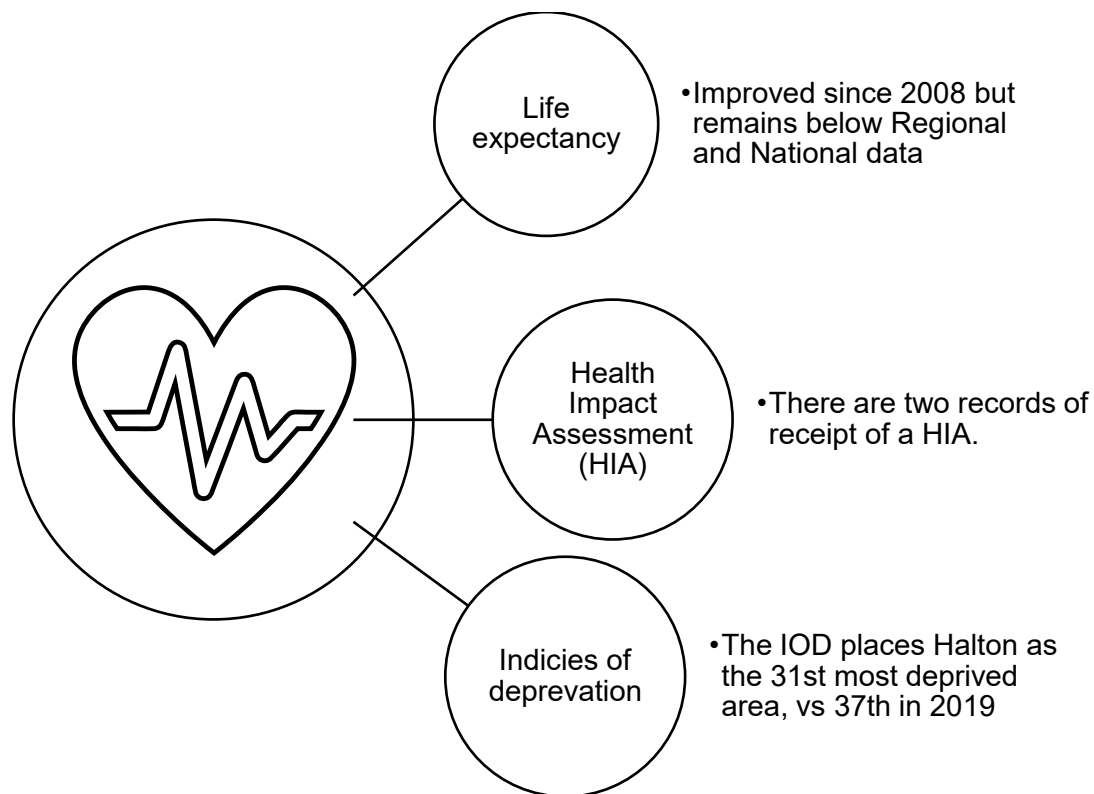 Life
expectancy
•Improved since 2008 but
remains below Regional
and National data
Health
Impact
Assessment
(HIA)
•There are two records of
receipt of a HIA.
Indicies of
deprevation
•The IOD places Halton as
the 31st most deprived
area, vs 37th in 2019